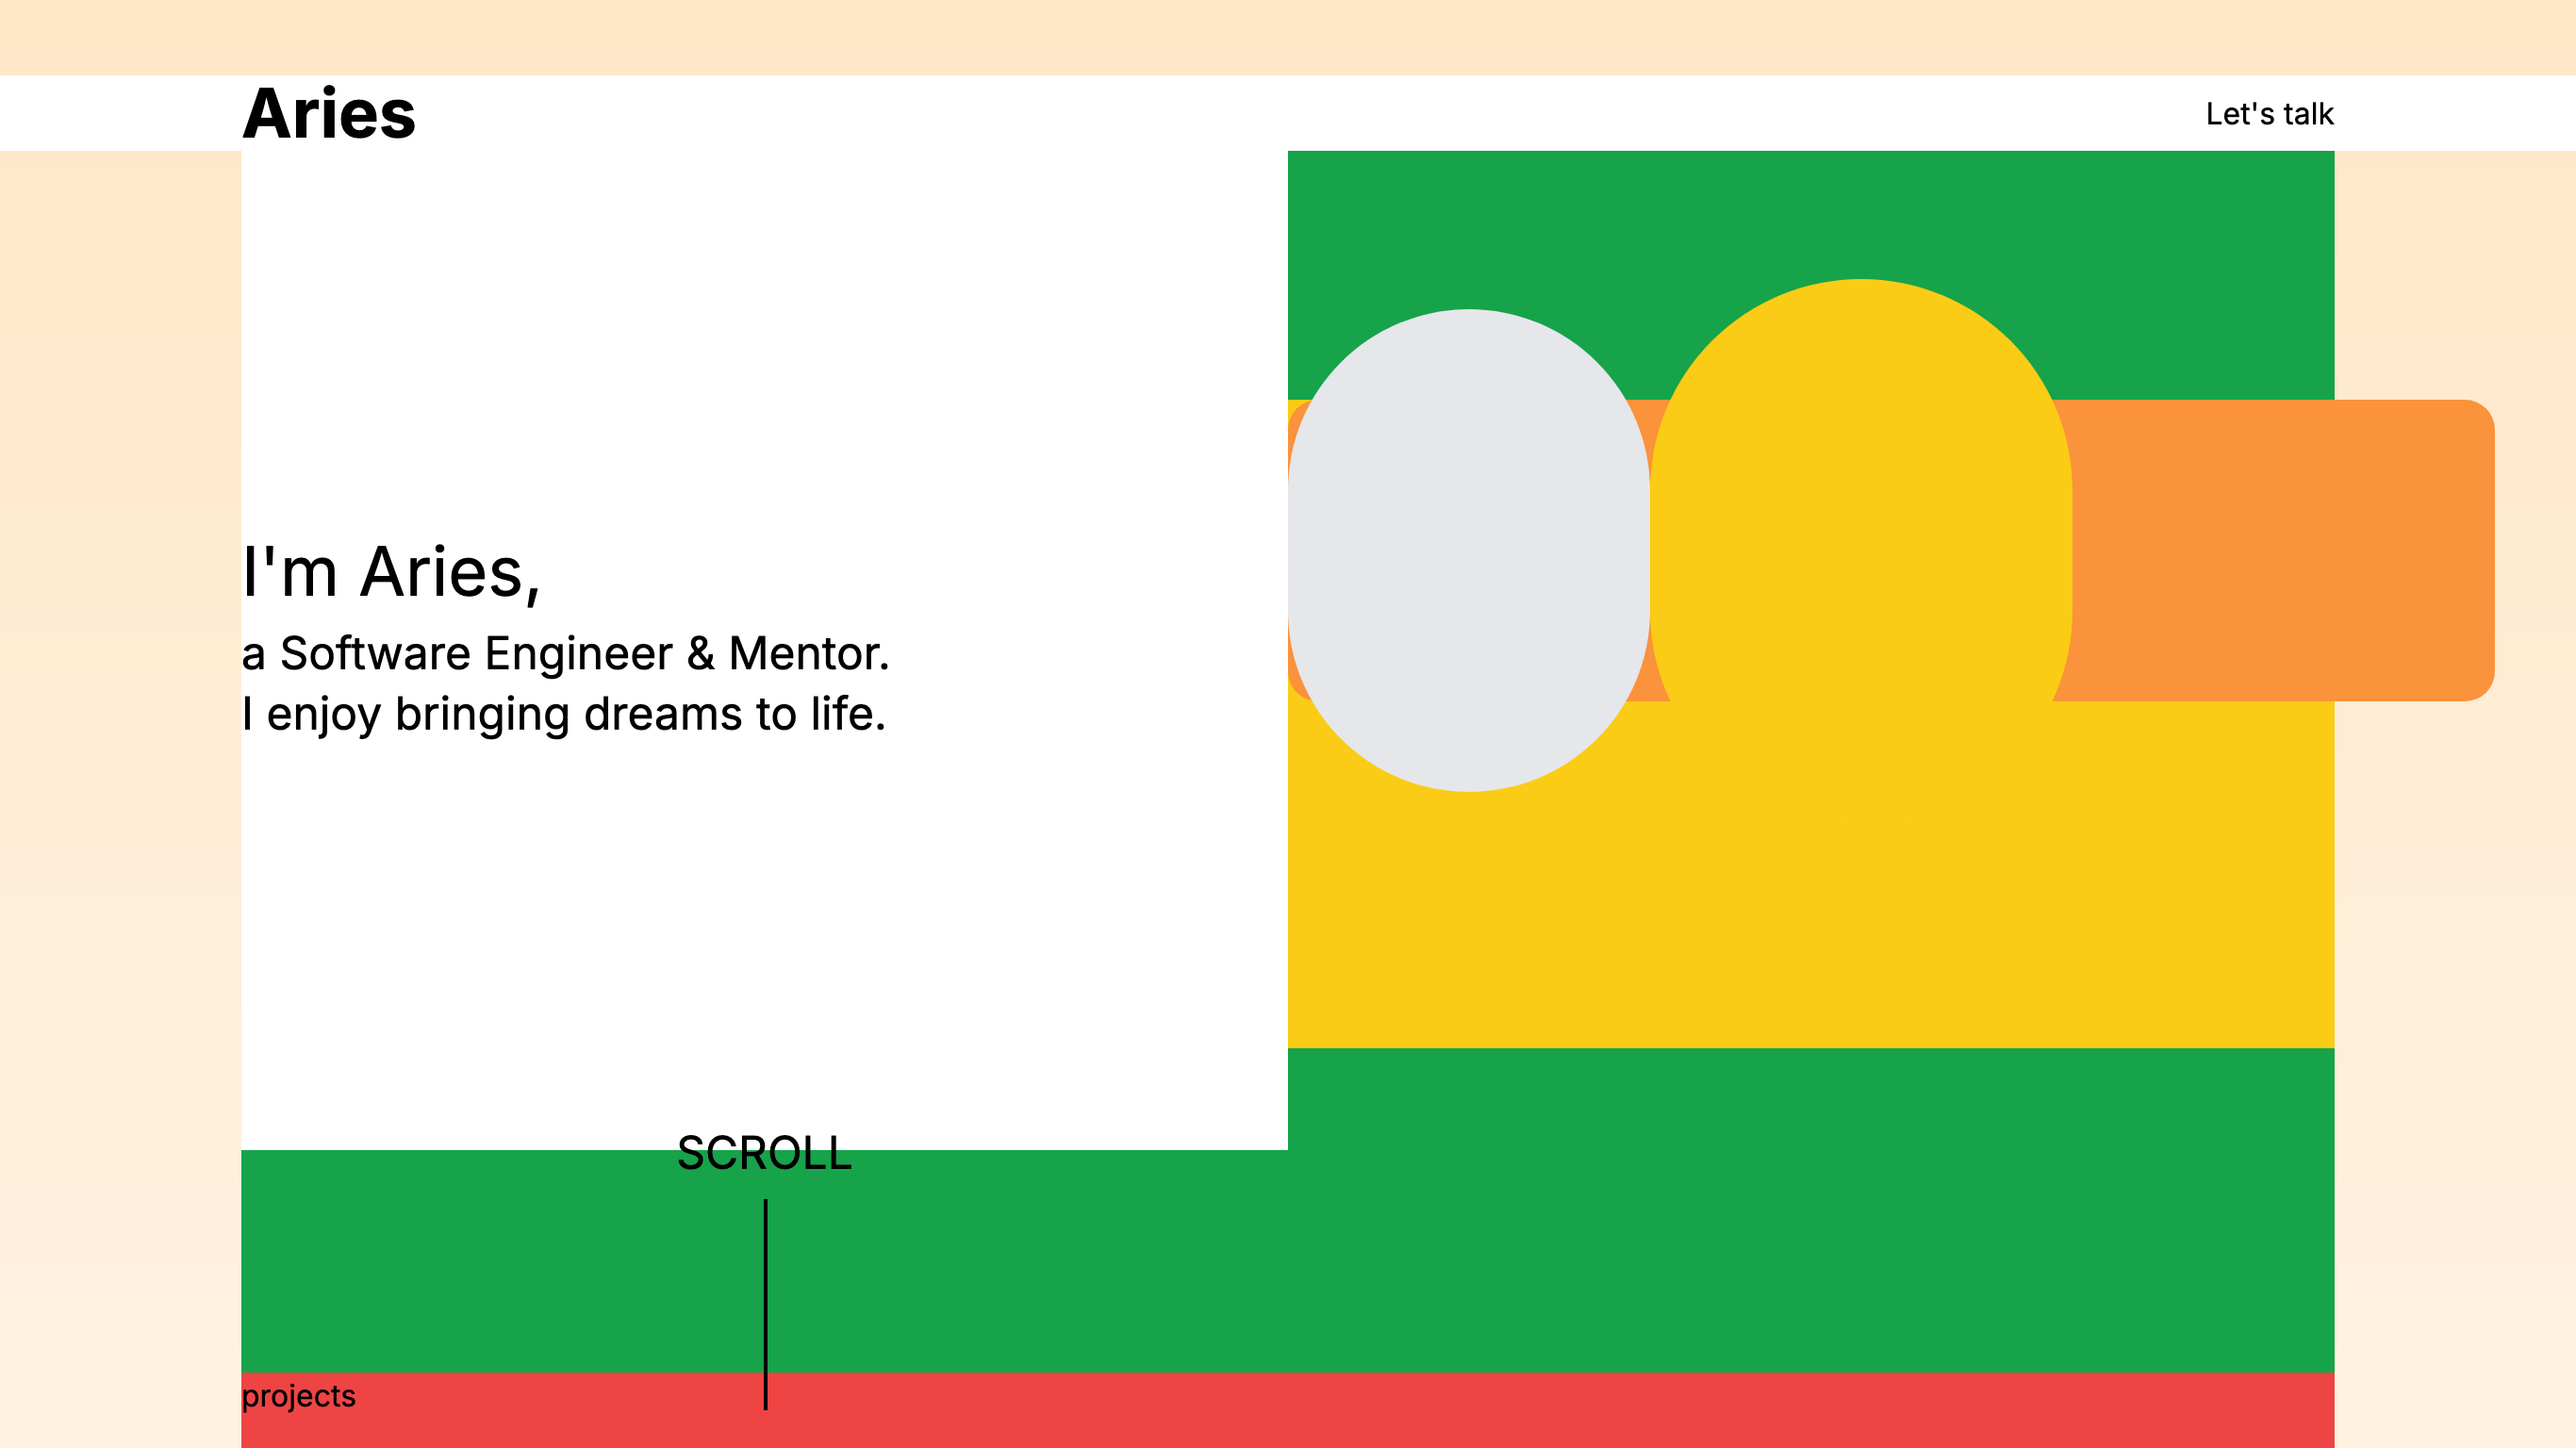 Aries
Let's talk
I'm Aries,
a Software Engineer & Mentor.
I enjoy bringing dreams to life.
SCROLL
projects